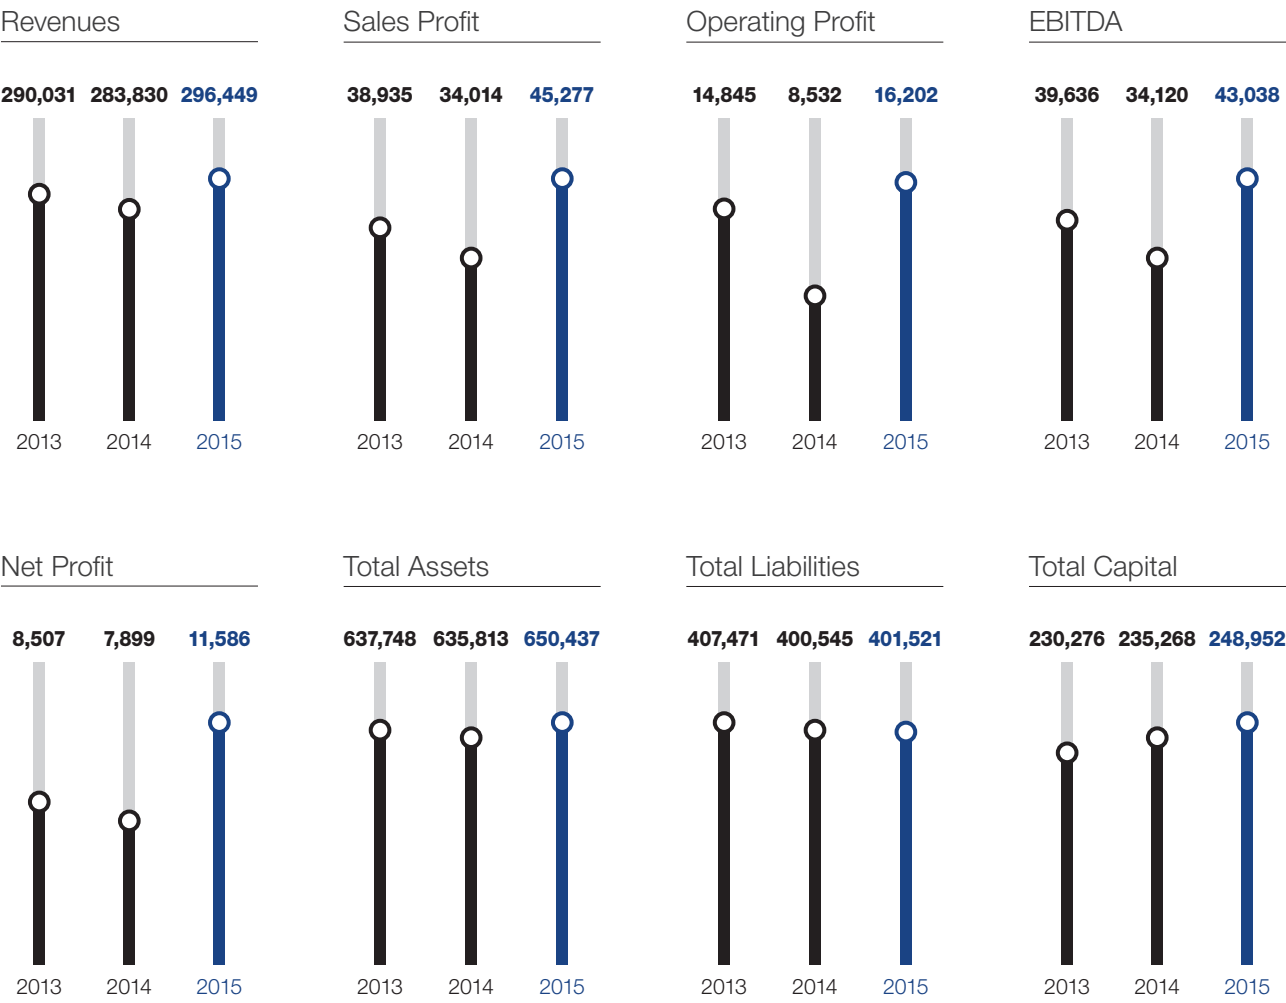 Revenues
290,031 283,830 296,449
2013 2014 2015
Sales Profit
38,935 34,014 45,277
2013 2014 2015
Operating Profit
14,845 8,532 16,202
2013 2014 2015
EBITDA
39,636 34,120 43,038
2013 2014 2015
Net Profit
8,507 7,899 11,586
2013 2014 2015
Total Assets
637,748 635,813 650,437
2013 2014 2015
Total Liabilities
407,471 400,545 401,521
2013 2014 2015
Total Capital
230,276 235,268 248,952
2013 2014 2015